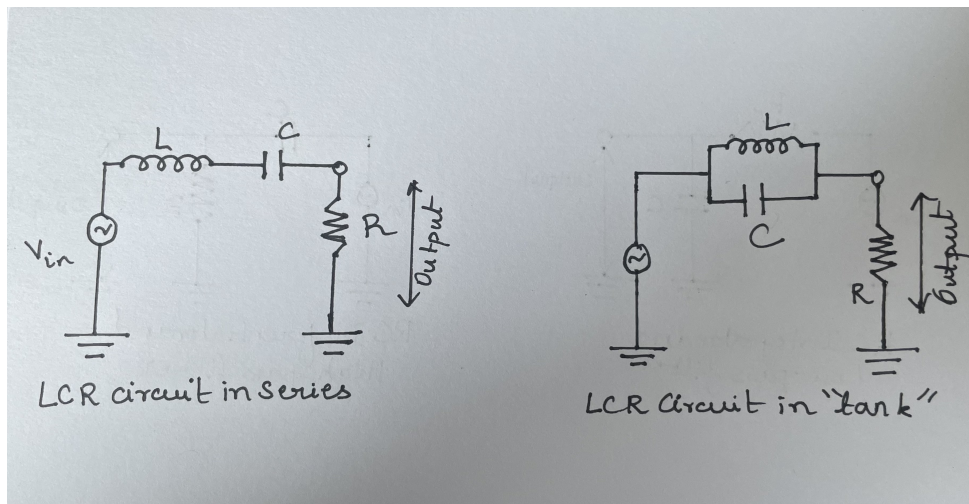 L
C
Vin
R
Output
LCR circuit in series
L
C
R
Output
LCR Circuit in "tank"